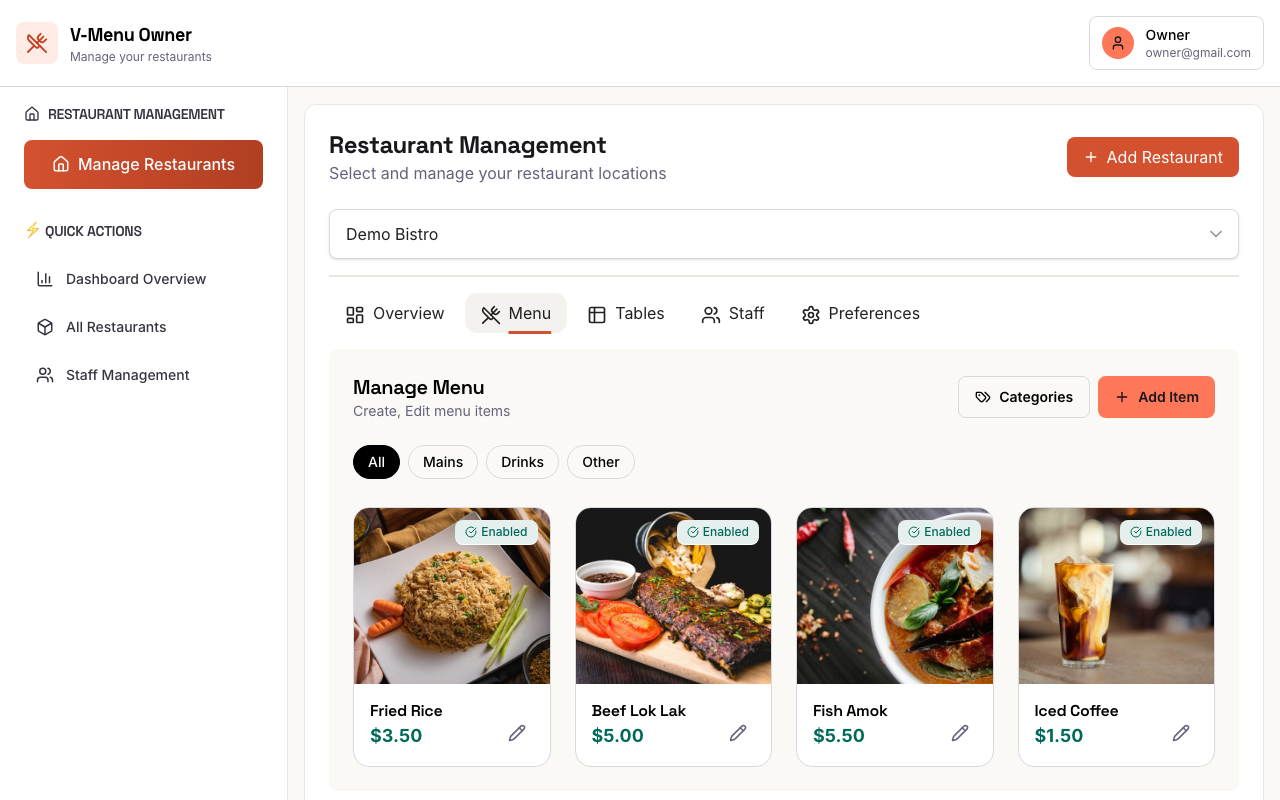 V-Menu Owner
Manage your restaurants
Owner
owner@gmail.com
RESTAURANT MANAGEMENT
Manage Restaurants
⚡ QUICK ACTIONS
Dashboard Overview
All Restaurants
Staff Management
Restaurant Management
Select and manage your restaurant locations
+ Add Restaurant
Demo Bistro
Overview
Menu
Tables
Staff
Preferences
Manage Menu
Create, Edit menu items
Categories
+ Add Item
All
Mains
Drinks
Other
Enabled
Enabled
Enabled
Enabled
Fried Rice
$3.50
Beef Lok Lak
$5.00
Fish Amok
$5.50
Iced Coffee
$1.50